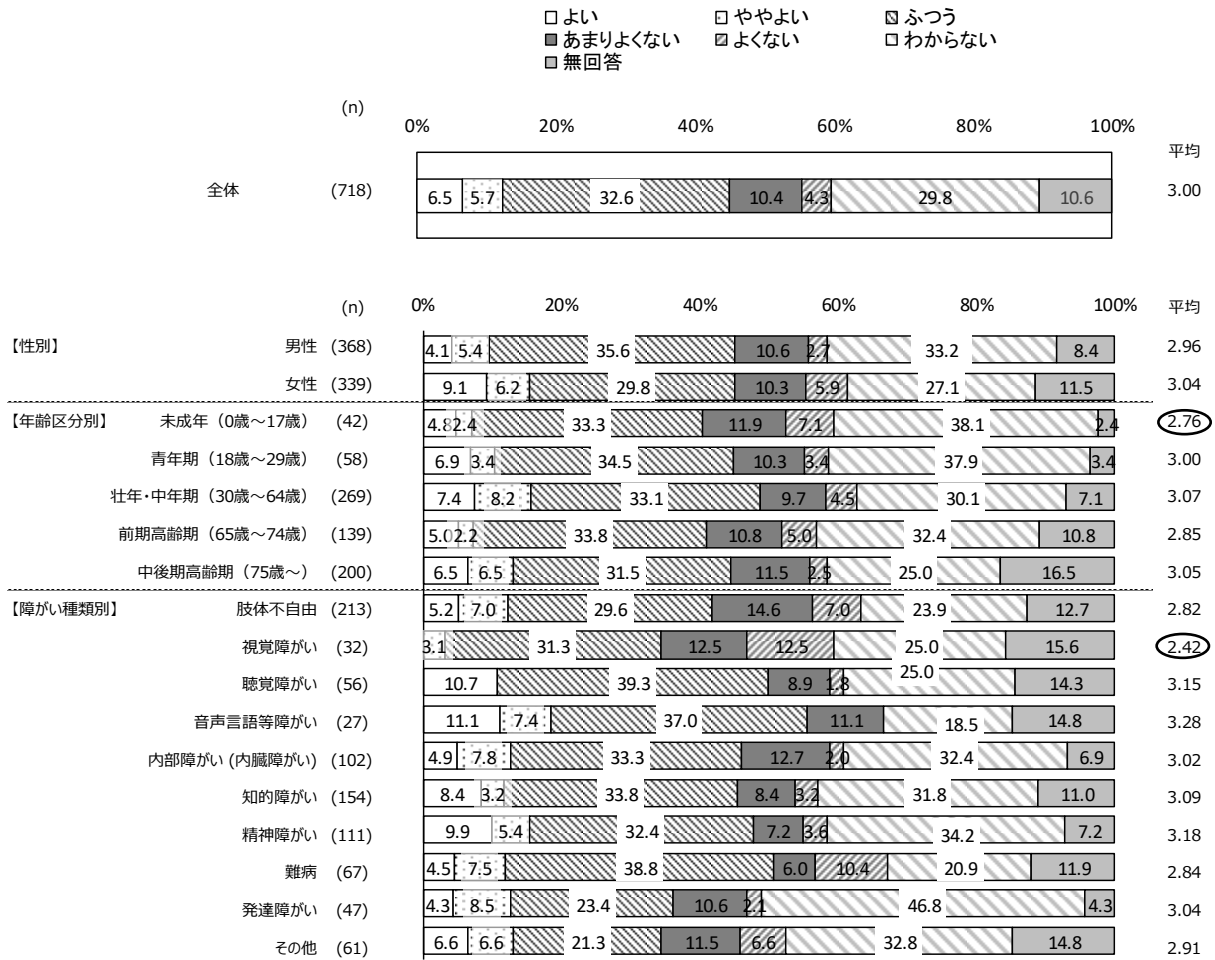 よい ややよい ふつう
あまりよくない よくない わからない
無回答
(n)
0% 20% 40% 60% 80% 100%
平均
全体 (718) 6.5 5.7 32.6 10.4 4.3 29.8 10.6 3.00
(n) 0% 20% 40% 60% 80% 100% 平均
【性別】 男性 (368) 4.1 5.4 35.6 10.6 2.7 33.2 8.4 2.96
女性 (339) 9.1 6.2 29.8 10.3 5.9 27.1 11.5 3.04
【年齢区分別】 未成年（0歳～17歳） (42) 4.8 2.4 33.3 11.9 7.1 38.1 2.4 2.76
青年期（18歳～29歳） (58) 6.9 3.4 34.5 10.3 3.4 37.9 3.4 3.00
壮年・中年期（30歳～64歳） (269) 7.4 8.2 33.1 9.7 4.5 30.1 7.1 3.07
前期高齢期（65歳～74歳） (139) 5.0 2.2 33.8 10.8 5.0 32.4 10.8 2.85
中後期高齢期（75歳～） (200) 6.5 6.5 31.5 11.5 2.5 25.0 16.5 3.05
【障がい種類別】 肢体不自由 (213) 5.2 7.0 29.6 14.6 7.0 23.9 12.7 2.82
視覚障がい (32) 3.1 31.3 12.5 12.5 25.0 15.6 2.42
聴覚障がい (56) 10.7 39.3 8.9 1.8 25.0 14.3 3.15
音声言語等障がい (27) 11.1 7.4 37.0 11.1 18.5 14.8 3.28
内部障がい (内臓障がい) (102) 4.9 7.8 33.3 12.7 2.0 32.4 6.9 3.02
知的障がい (154) 8.4 3.2 33.8 8.4 3.2 31.8 11.0 3.09
精神障がい (111) 9.9 5.4 32.4 7.2 3.6 34.2 7.2 3.18
難病 (67) 4.5 7.5 38.8 6.0 10.4 20.9 11.9 2.84
発達障がい (47) 4.3 8.5 23.4 10.6 2.1 46.8 4.3 3.04
その他 (61) 6.6 6.6 21.3 11.5 6.6 32.8 14.8 2.91